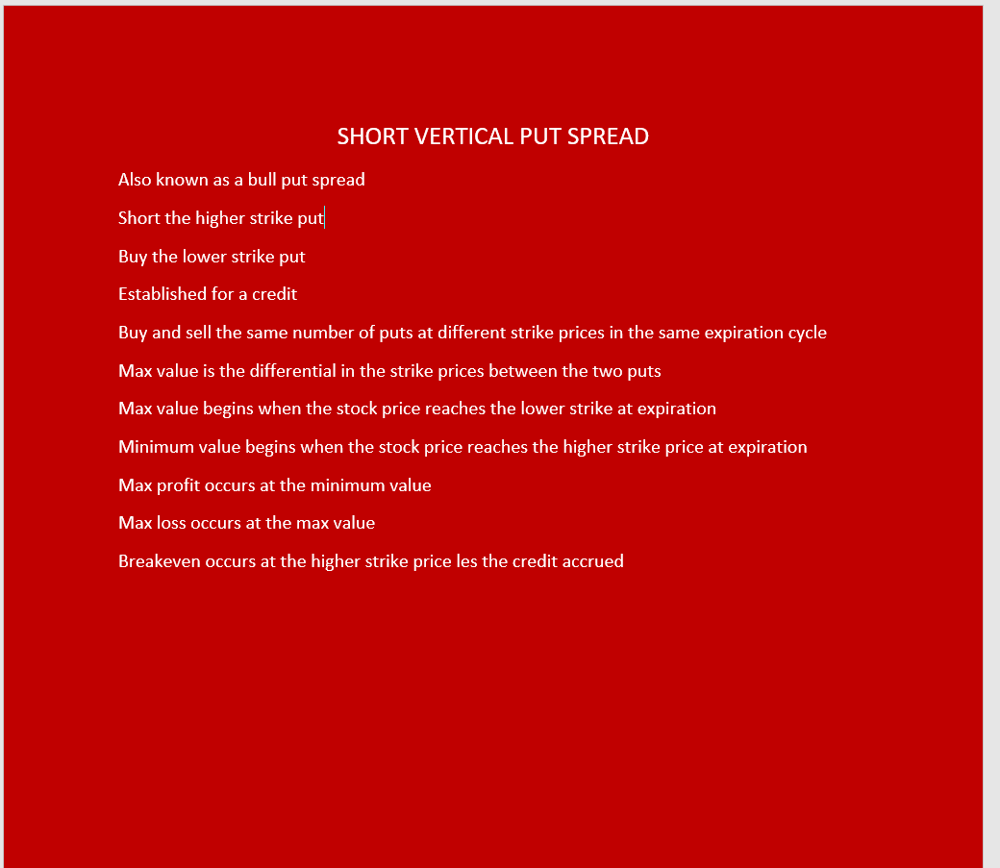 SHORT VERTICAL PUT SPREAD
Also known as a bull put spread
Short the higher strike put
Buy the lower strike put
Established for a credit
Buy and sell the same number of puts at different strike prices in the same expiration cycle
Max value is the differential in the strike prices between the two puts
Max value begins when the stock price reaches the lower strike at expiration
Minimum value begins when the stock price reaches the higher strike price at expiration
Max profit occurs at the minimum value
Max loss occurs at the max value
Breakeven occurs at the higher strike price les the credit accrued